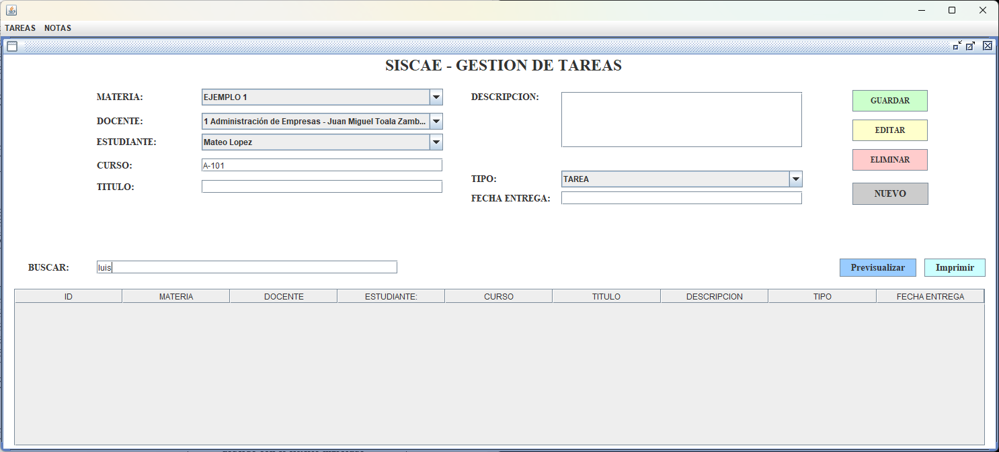 TAREAS NOTAS
SISCAE - GESTION DE TAREAS
MATERIA: EJEMPLO 1
DOCENTE: 1 Administración de Empresas - Juan Miguel Toala Zamb...
ESTUDIANTE: Mateo Lopez
CURSO: A-101
TITULO:
DESCRIPCION:
TIPO: TAREA
FECHA ENTREGA:
GUARDAR
EDITAR
ELIMINAR
NUEVO
BUSCAR: luis
Previsualizar Imprimir
ID MATERIA DOCENTE ESTUDIANTE: CURSO TITULO DESCRIPCION TIPO FECHA ENTREGA